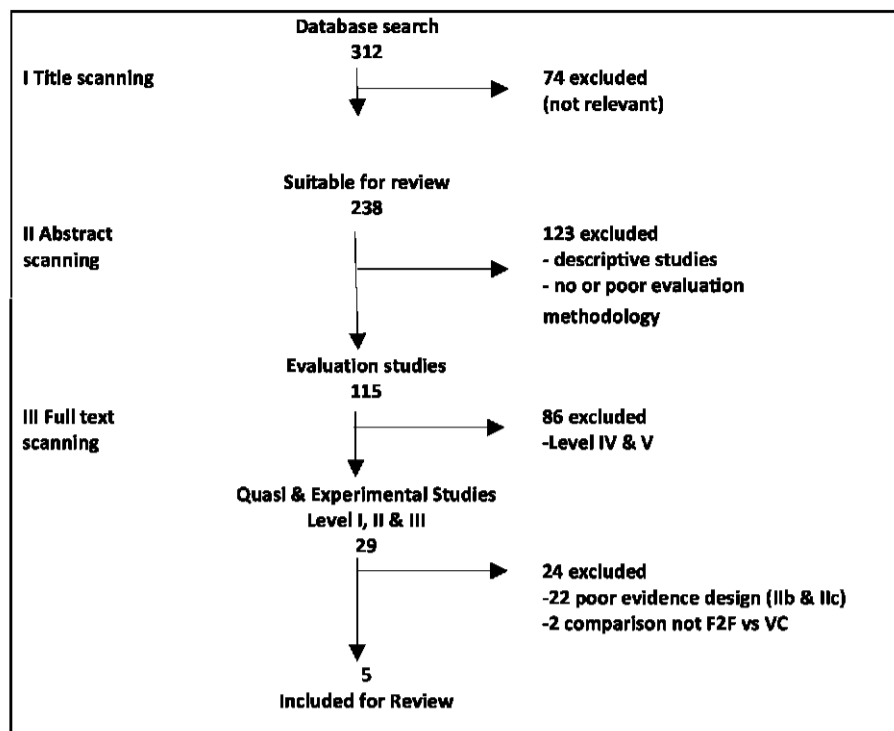 Database search
312
I Title scanning
74 excluded
(not relevant)
Suitable for review
238
II Abstract
scanning
123 excluded
- descriptive studies
- no or poor evaluation
methodology
Evaluation studies
115
III Full text
scanning
86 excluded
-Level IV & V
Quasi & Experimental Studies
Level I, II & III
29
24 excluded
-22 poor evidence design (IIb & IIc)
-2 comparison not F2F vs VC
5
Included for Review